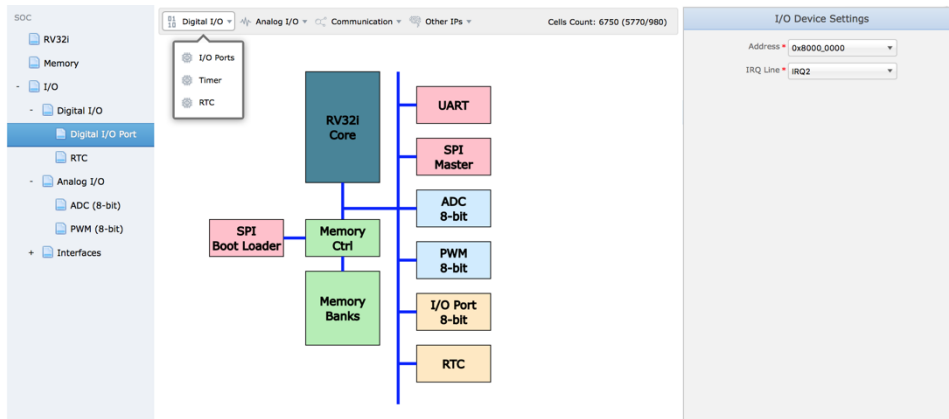 SOC
RV32i
Memory
- I/O
- Digital I/O
Digital I/O Port
RTC
- Analog I/O
ADC (8-bit)
PWM (8-bit)
+ Interfaces
Digital I/O
Analog I/O
Communication
Other IPs
Cells Count: 6750 (5770/980)
I/O Ports
Timer
RTC
RV32I
Core
UART
SPI
Master
ADC
8-bit
SPI
Boot Loader
Memory
Ctrl
PWM
8-bit
Memory
Banks
I/O Port
8-bit
RTC
I/O Device Settings
Address * 0x8000_0000
IRQ Line * IRQ2